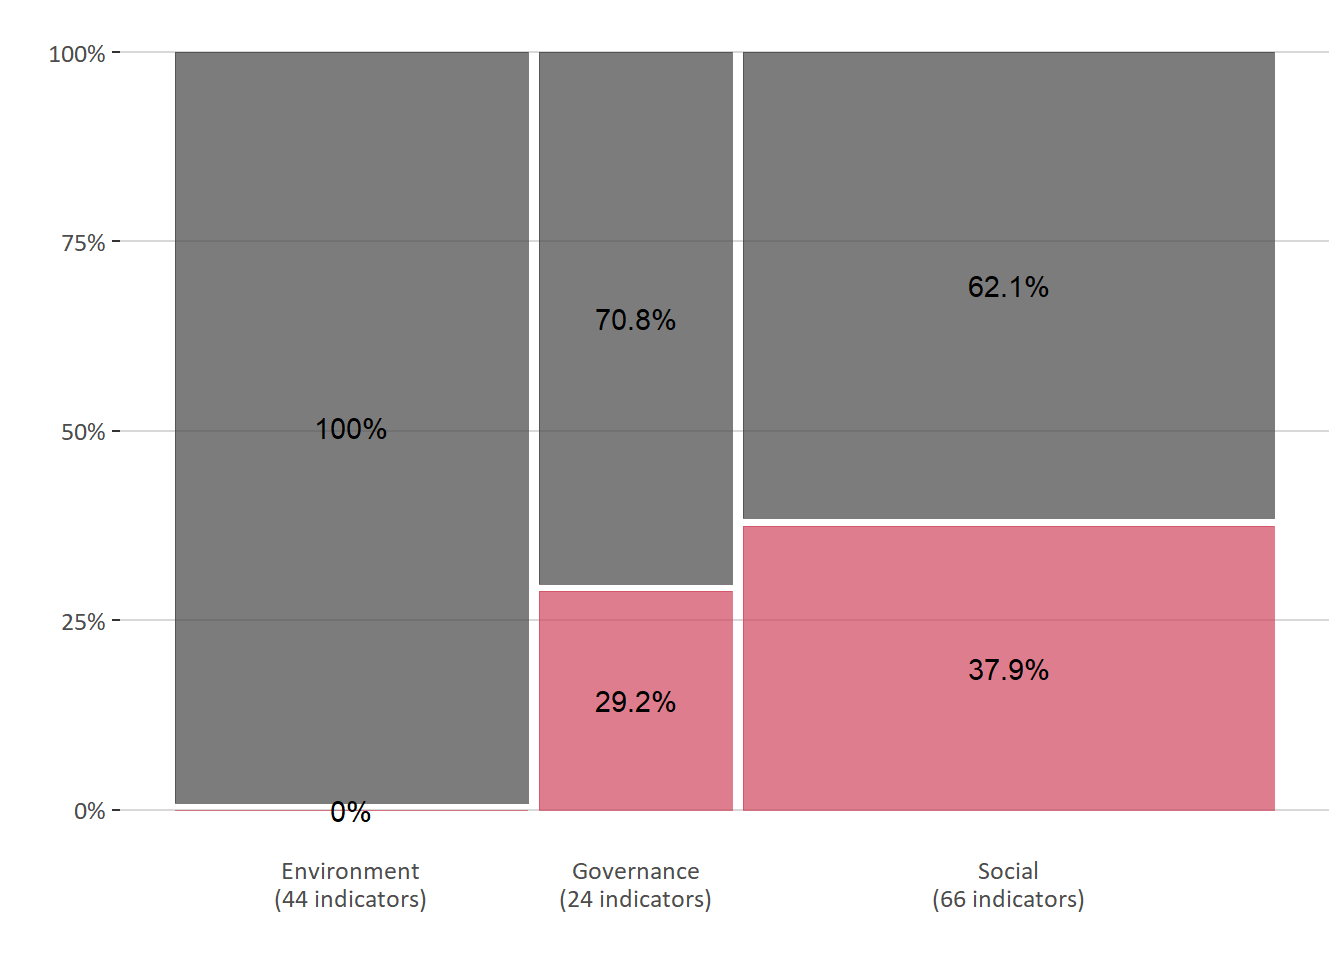 100%
75%
50%
25%
0%
62.1%
70.8%
100%
37.9%
29.2%
0%
Environment
(44 indicators)
Governance
(24 indicators)
Social
(66 indicators)